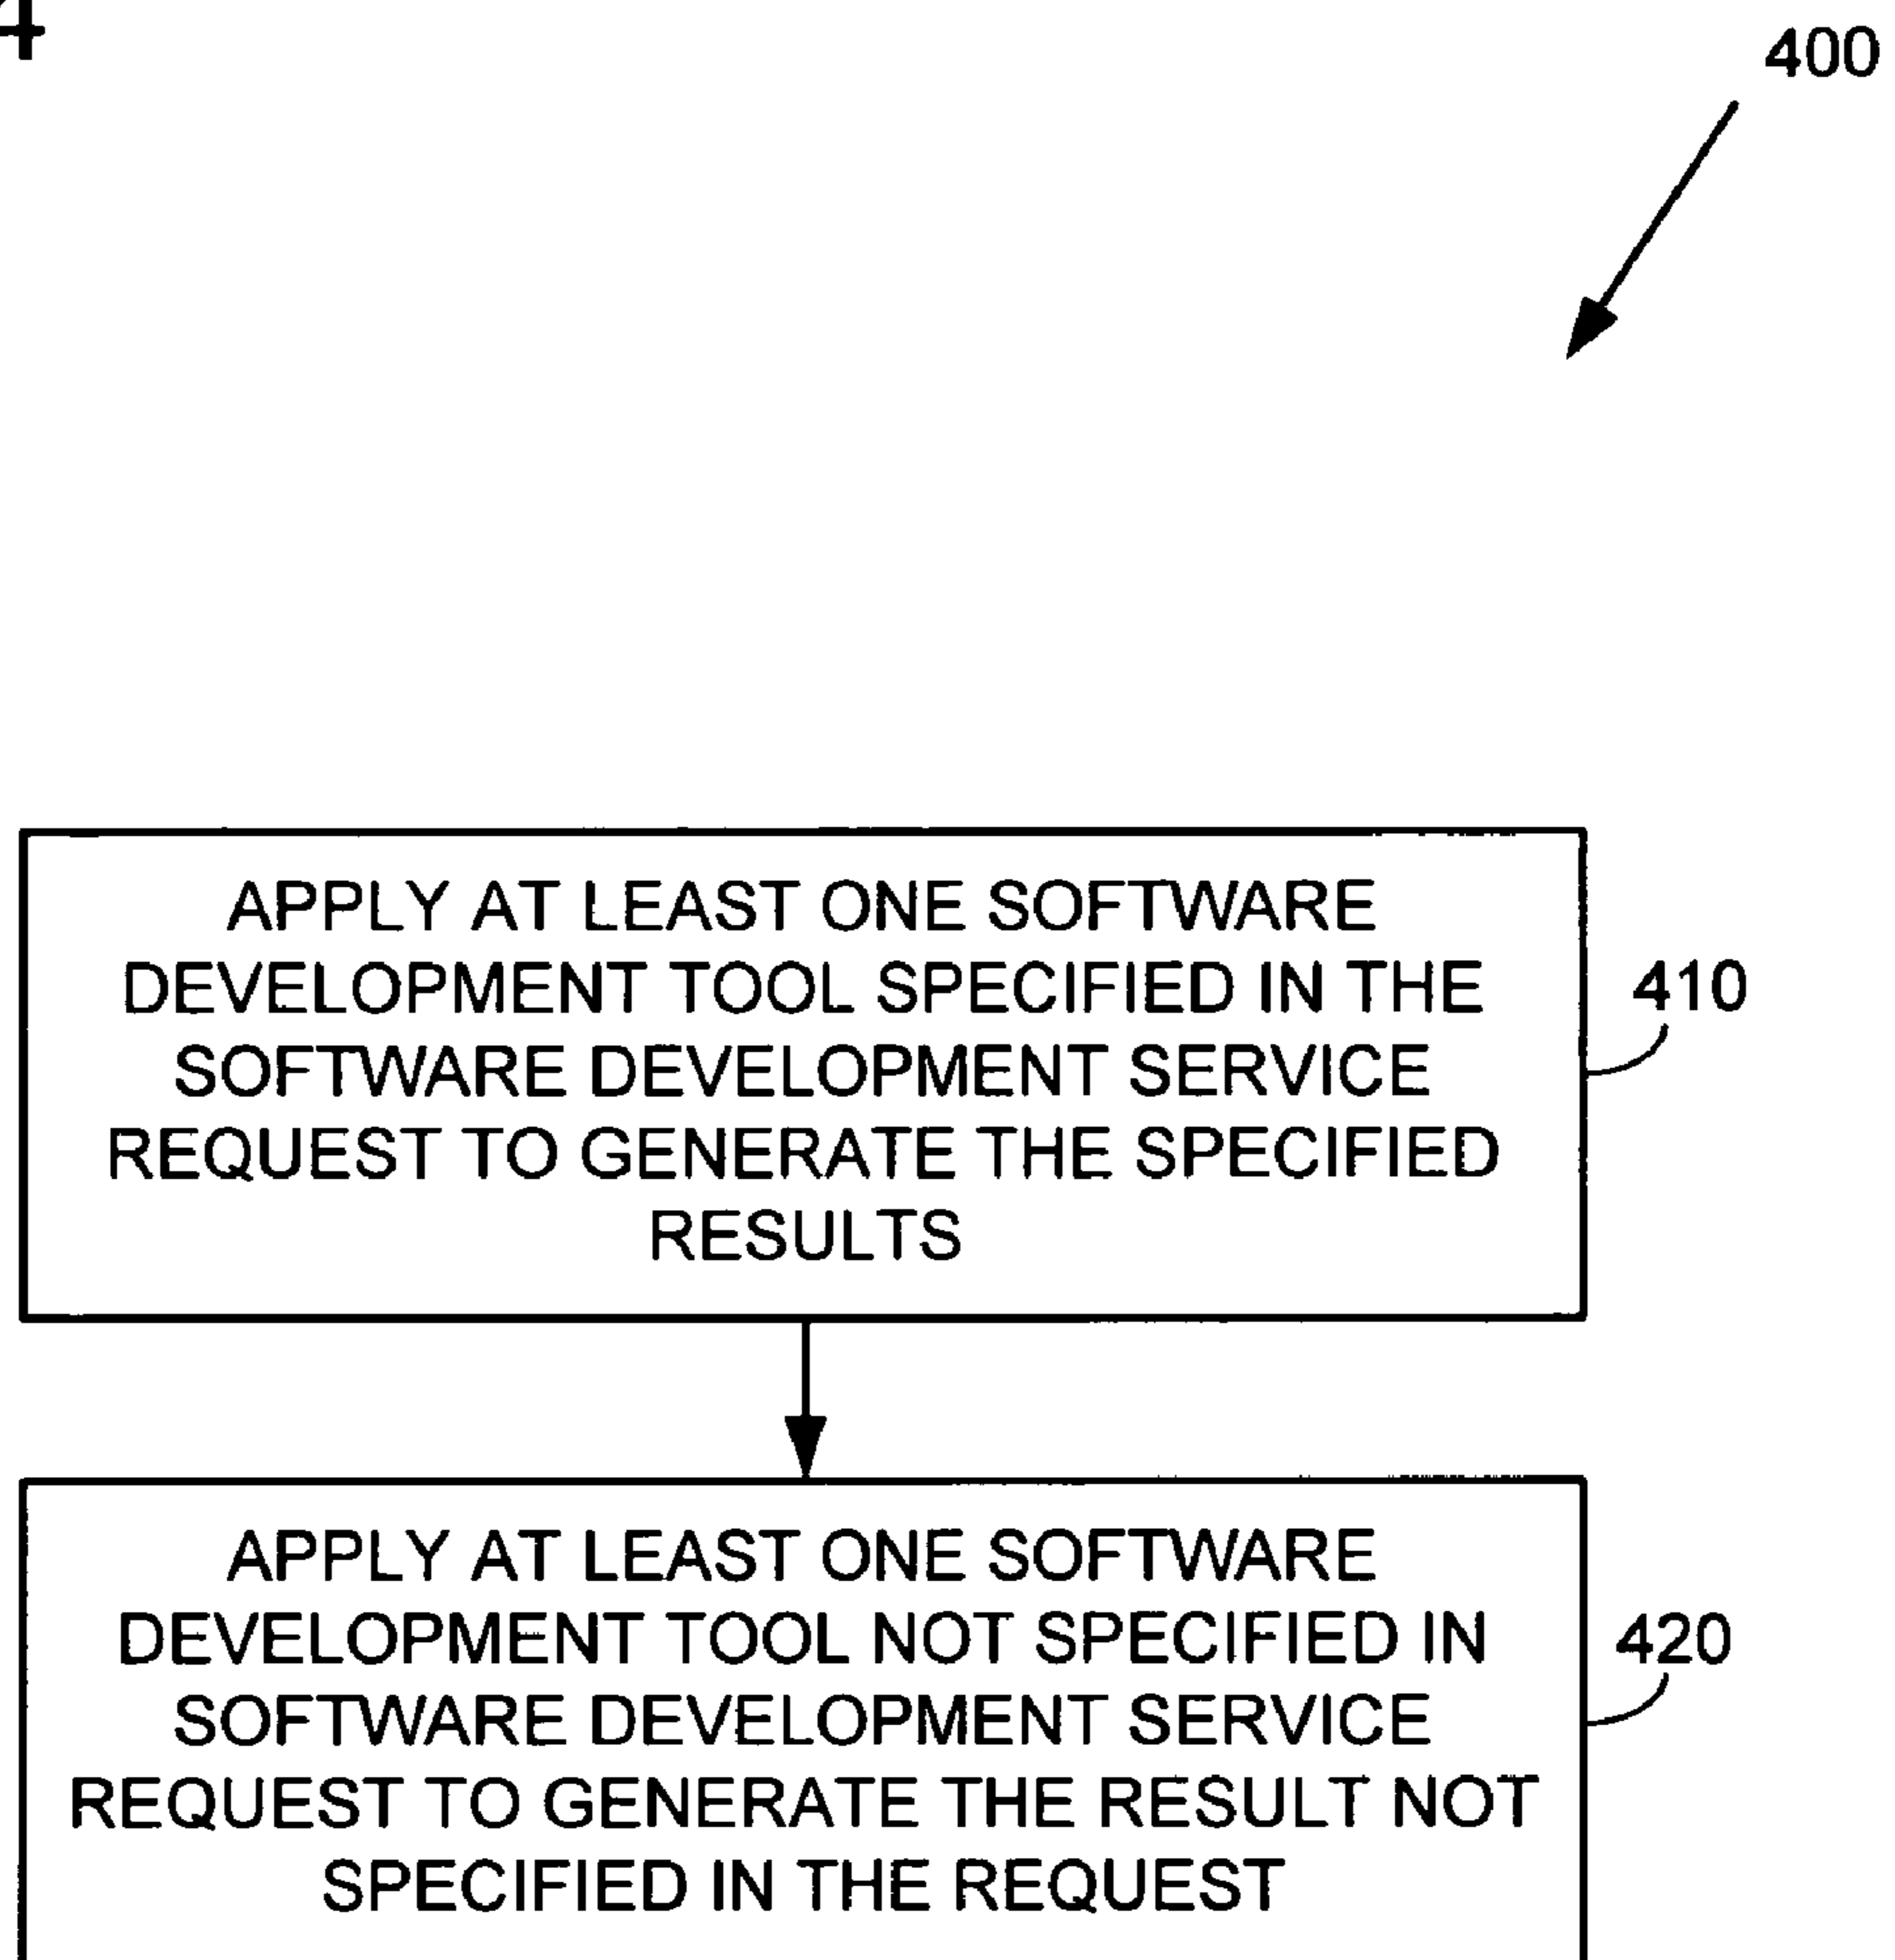 4
400
APPLY AT LEAST ONE SOFTWARE
DEVELOPMENT TOOL SPECIFIED IN THE
SOFTWARE DEVELOPMENT SERVICE
REQUEST TO GENERATE THE SPECIFIED
RESULTS
410
APPLY AT LEAST ONE SOFTWARE
DEVELOPMENT TOOL NOT SPECIFIED IN
SOFTWARE DEVELOPMENT SERVICE
REQUEST TO GENERATE THE RESULT NOT
SPECIFIED IN THE REQUEST
420